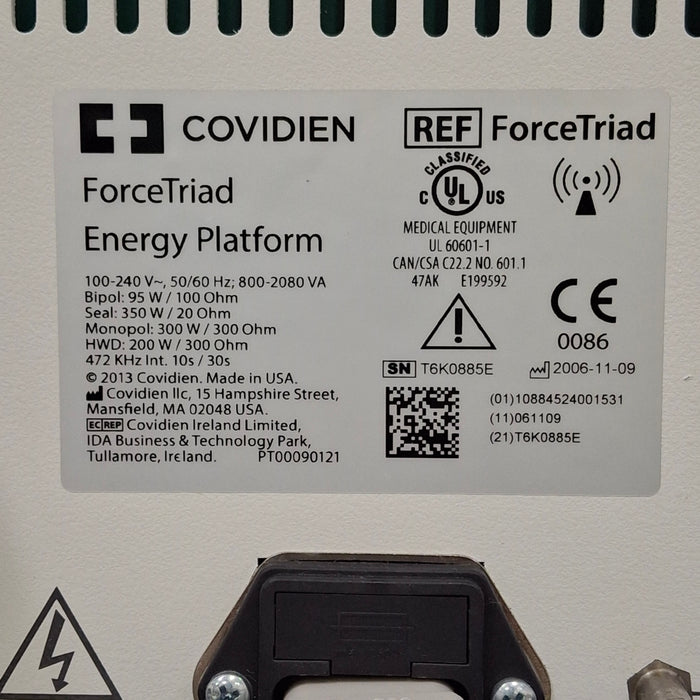 COVIDIEN
REF ForceTriad
ForceTriad
Energy Platform
100-240 V~, 50/60 Hz; 800-2080 VA
Bipol: 95 W / 100 Ohm
Seal: 350 W / 20 Ohm
Monopol: 300 W / 300 Ohm
HWD: 200 W / 300 Ohm
472 KHz Int. 10s / 30s
© 2013 Covidien. Made in USA.
Covidien llc, 15 Hampshire Street,
Mansfield, MA 02048 USA.
EC REP Covidien Ireland Limited,
IDA Business & Technology Park,
Tullamore, Ireland. PT00090121
CLASSIFIED
C UL US
MEDICAL EQUIPMENT
UL 60601-1
CAN/CSA C22.2 NO. 601.1
47AK E199592
CE
0086
SN T6K0885E
2006-11-09
(01)10884524001531
(11)061109
(21)T6K0885E